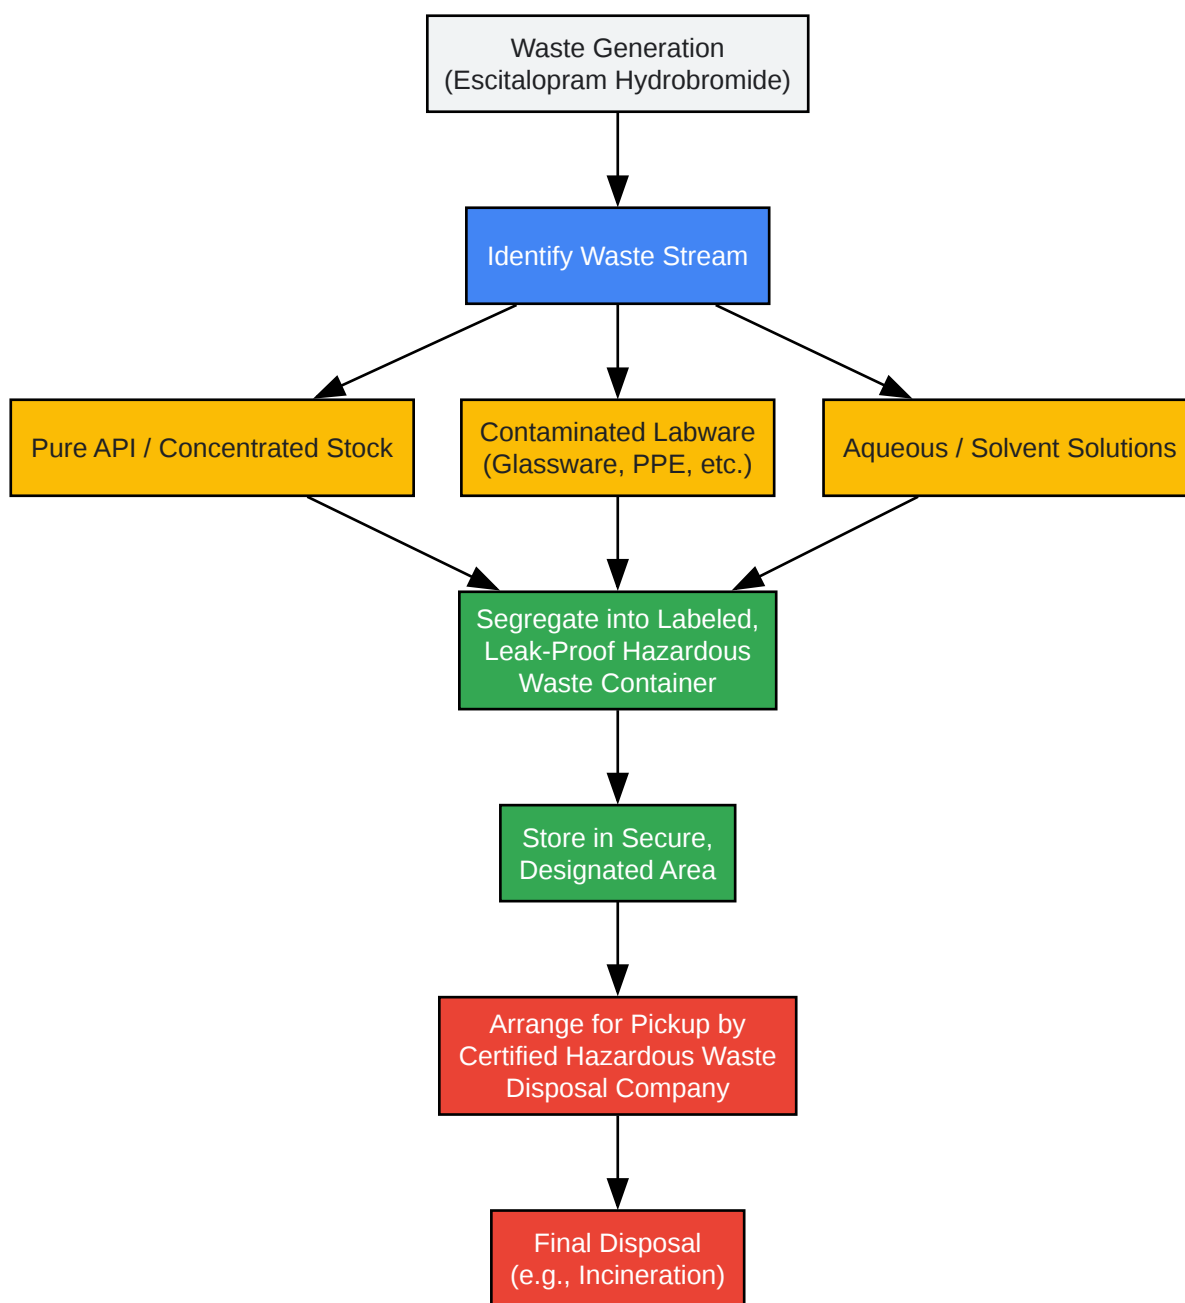 Waste Generation
(Escitalopram Hydrobromide)
Identify Waste Stream
Pure API / Concentrated Stock
Contaminated Labware
(Glassware, PPE, etc.)
Aqueous / Solvent Solutions
Segregate into Labeled,
Leak-Proof Hazardous
Waste Container
Store in Secure,
Designated Area
Arrange for Pickup by
Certified Hazardous Waste
Disposal Company
Final Disposal
(e.g., Incineration)